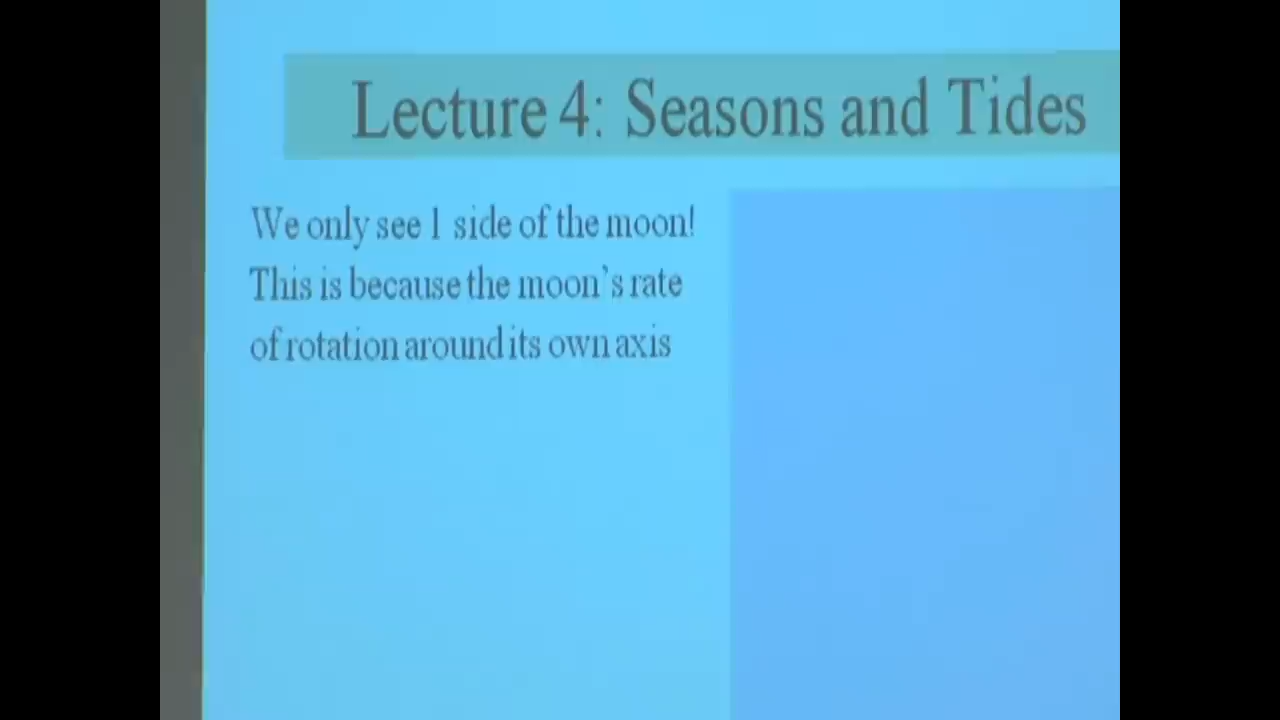 Lecture 4: Seasons and Tides
We only see 1 side of the moon!
This is because the moon's rate
of rotation around its own axis